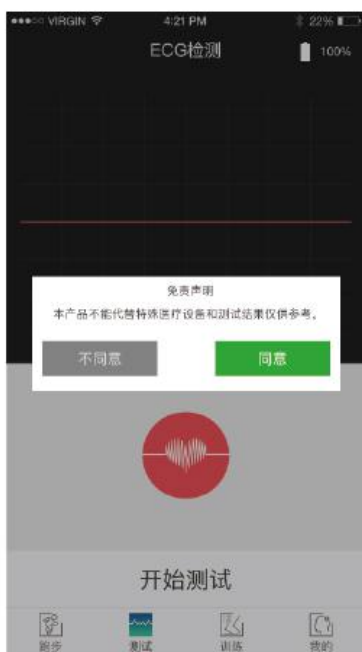 VIRGIN 4:21 PM 22%
ECG检测 100%
免责声明
本产品不能代替特殊医疗设备和测试结果仅供参考。
不同意 同意
开始测试
跑步 测试 训练 我的